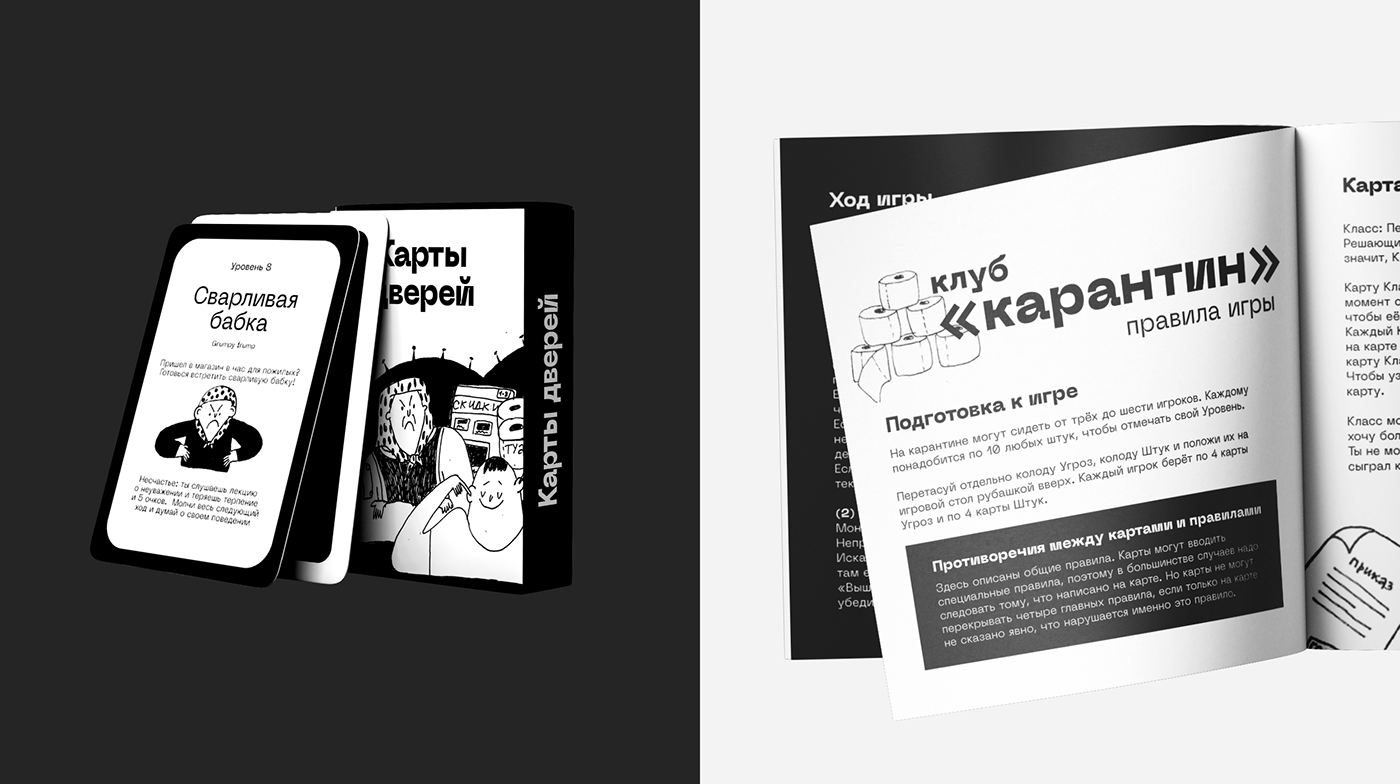 Уровень 8
Сварливая
бабка
Grumpy Grump
Пришел в магазин в час для пожилых?
Готовься встретить сварливую бабку!
Несчастье: ты слушаешь лекцию
о неуважении и теряешь терпение
и 5 очков. Молчи весь следующий
ход и думай о своем поведении
Карты
дверей
СКИДКИ
Карты дверей
Ход игры
(2)
Мон
Непр
Иска
там е
«Выш
убеди
клуб
«карантин»
правила игры
Подготовка к игре
На карантине могут сидеть от трёх до шести игроков. Каждому
понадобится по 10 любых штук, чтобы отмечать свой Уровень.
Перетасуй отдельно колоду Угроз, колоду Штук и положи их на
игровой стол рубашкой вверх. Каждый игрок берёт по 4 карты
Угроз и по 4 карты Штук.
Противоречия между картами и правилами
Здесь описаны общие правила. Карты могут вводить
специальные правила, поэтому в большинстве случаев надо
следовать тому, что написано на карте. Но карты не могут
перекрывать четыре главных правила, если только на карте
не сказано явно, что нарушается именно это правило.
Карта
Класс: Пе
Решающи
значит, К
Карту Кла
момент о
чтобы её
Каждый К
на карте
карту Кла
Чтобы уз
карту.
Класс мо
хочу бол
Ты не мо
сыграл к
приказ